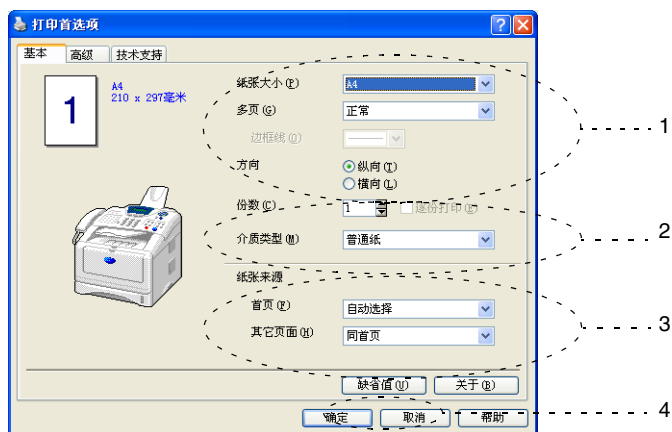 打印首选项
基本 高级 技术支持
1
A4
210 x 297毫米
纸张大小(P) A4
多页(G) 正常
边框线(O)
方向 纵向(T)
横向(L)
份数(C) 1 逐份打印(E)
介质类型(M) 普通纸
纸张来源
首页(F) 自动选择
其它页面(H) 同首页
缺省值(U) 关于(B)
确定 取消 帮助
1
2
3
4